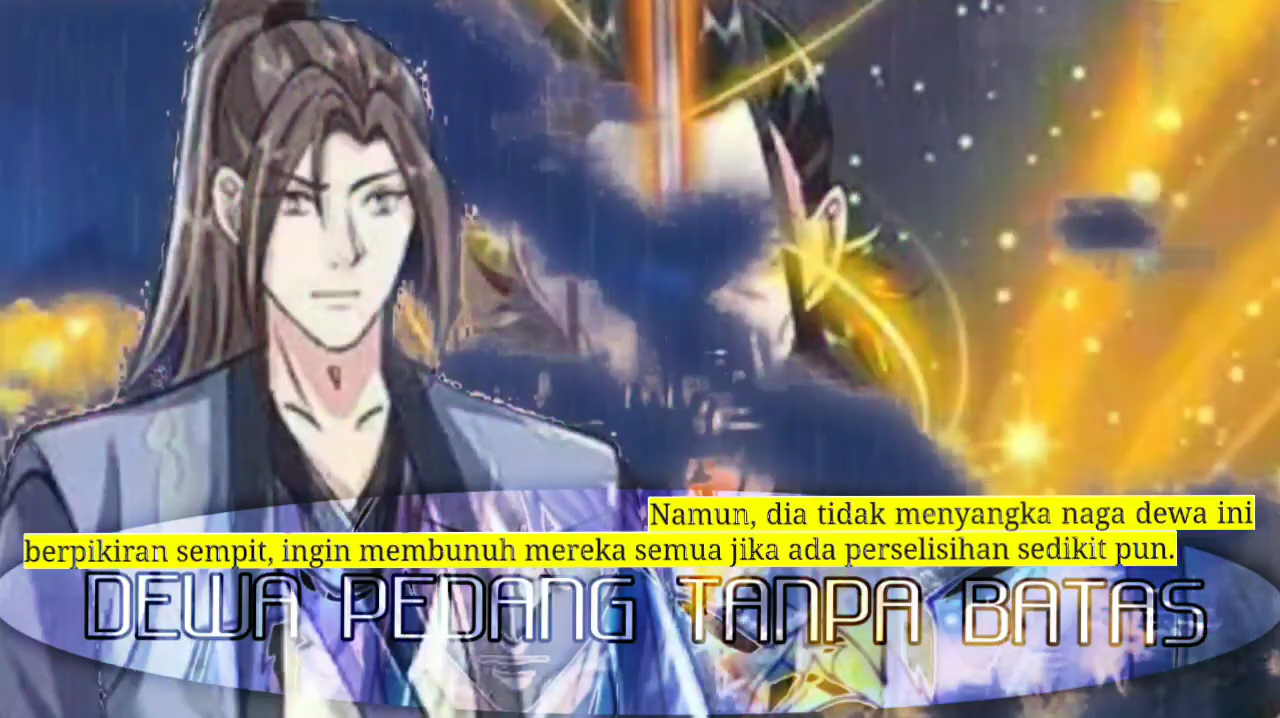 Namun, dia tidak menyangka naga dewa ini
berpikiran sempit, ingin membunuh mereka semua jika ada perselisihan sedikit pun.
DEWA PEDANG TANPA BATAS